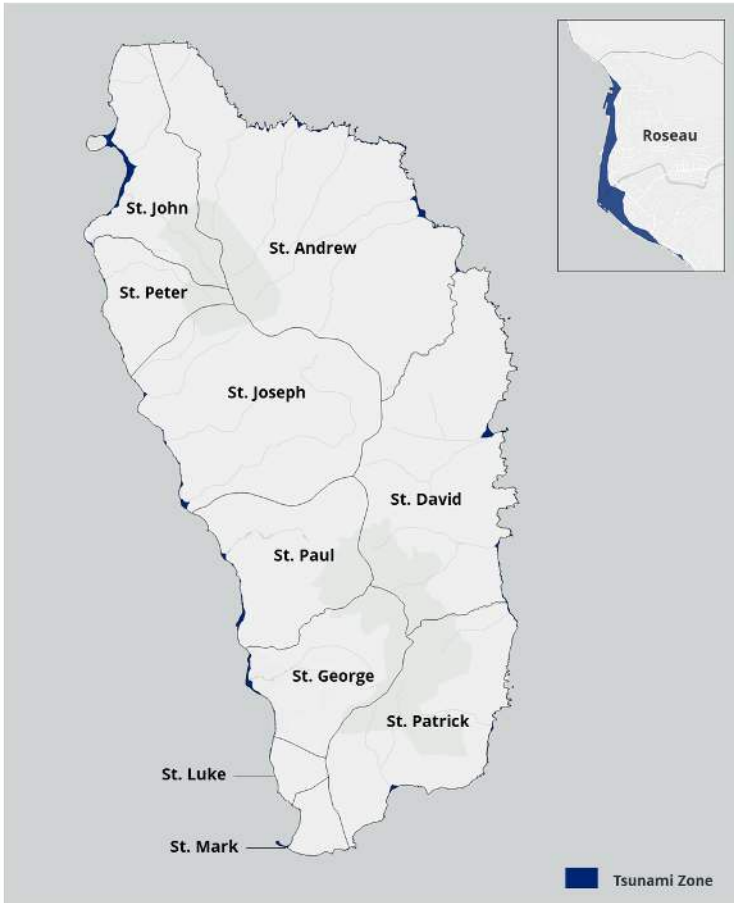 Roseau
St. John
St. Andrew
St. Peter
St. Joseph
St. David
St. Paul
St. George
St. Patrick
St. Luke
St. Mark
Tsunami Zone